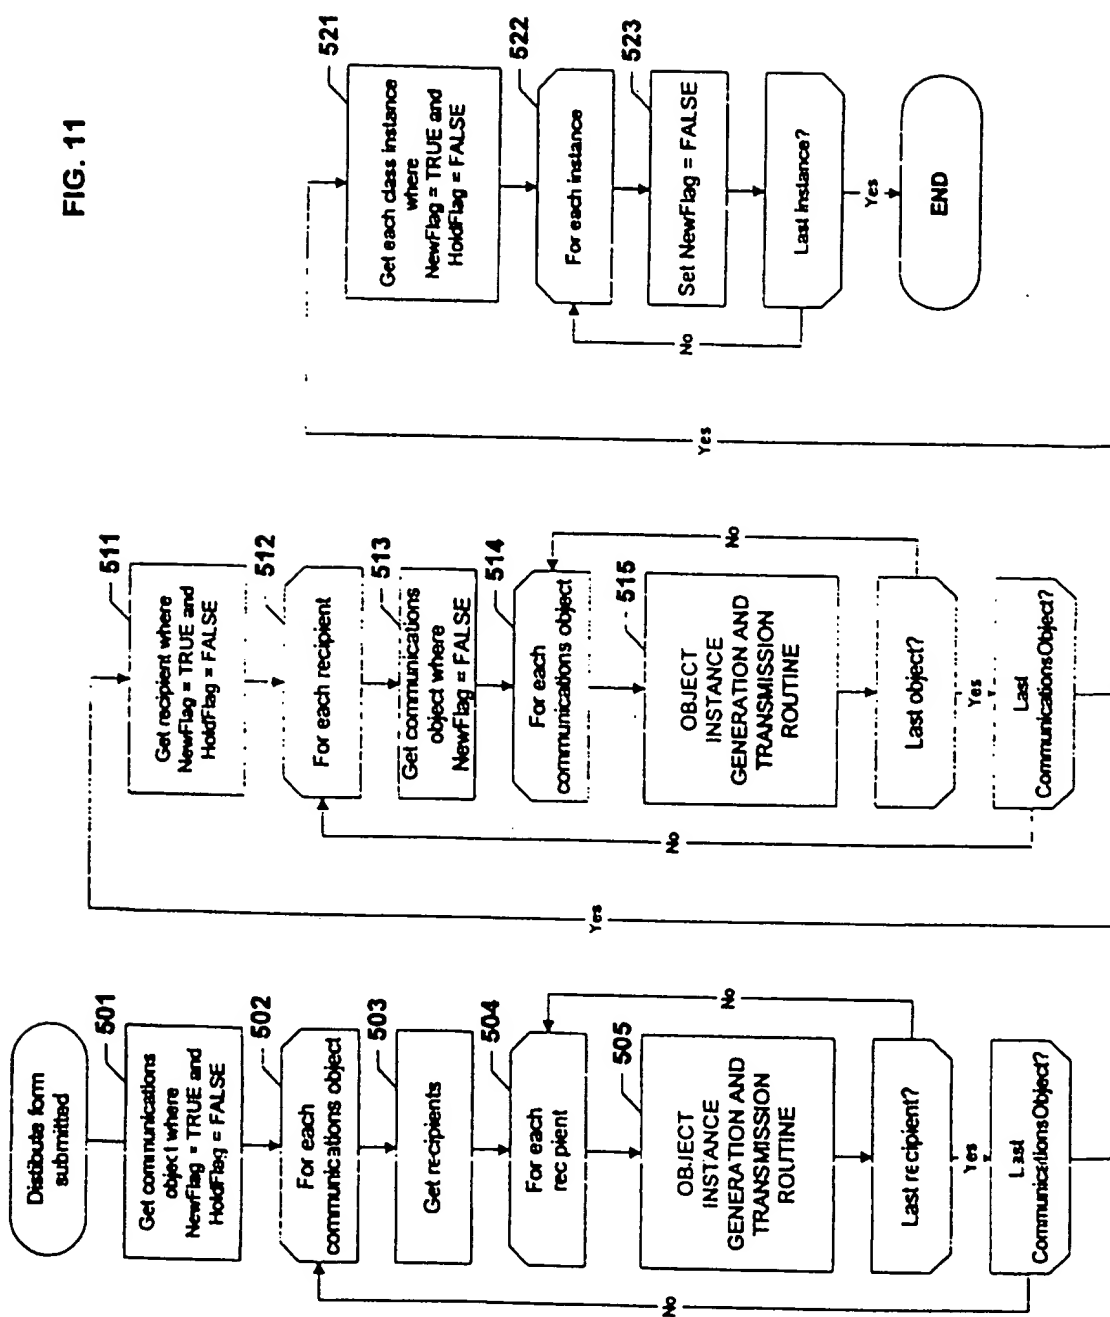 FIG. 11
Distibute form
submitted
501
Get communications
object where
NewFlag = TRUE and
HoldFlag = FALSE
502
For each
communications object
503
Get recipients
504
For each
recpient
505
OBJECT
INSTANCE
GENERATION AND
TRANSMISSION
ROUTINE
Last recipient?
No
Yes
Last
CommunicationsObject?
No
Yes
511
Get recipient where
NewFlag = TRUE and
HoldFlag = FALSE
512
For each recipient
513
Get communications
object where
NewFlag = FALSE
514
For each
communications object
515
OBJECT
INSTANCE
GENERATION AND
TRANSMISSION
ROUTINE
Last object?
No
Yes
Last
CommunicationsObject?
No
Yes
521
Get each class instance
where
NewFlag = TRUE and
HoldFlag = FALSE
522
For each instance
523
Set NewFlag = FALSE
Last Instance?
No
Yes
END